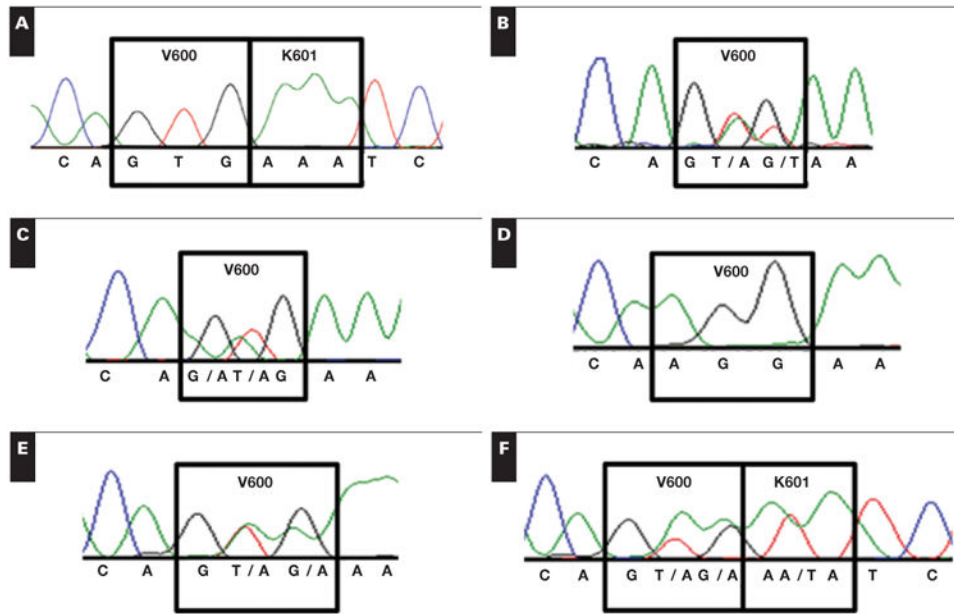 A
V600 K601
C A G T G A A A T C
B
V600
C A G T / A G / T A A
C
V600
C A G / A T / A G A A
D
V600
C A A G G A A
E
V600
C A G T / A G / A A A
F
V600 K601
C A G T / A G / A A A / T A T C